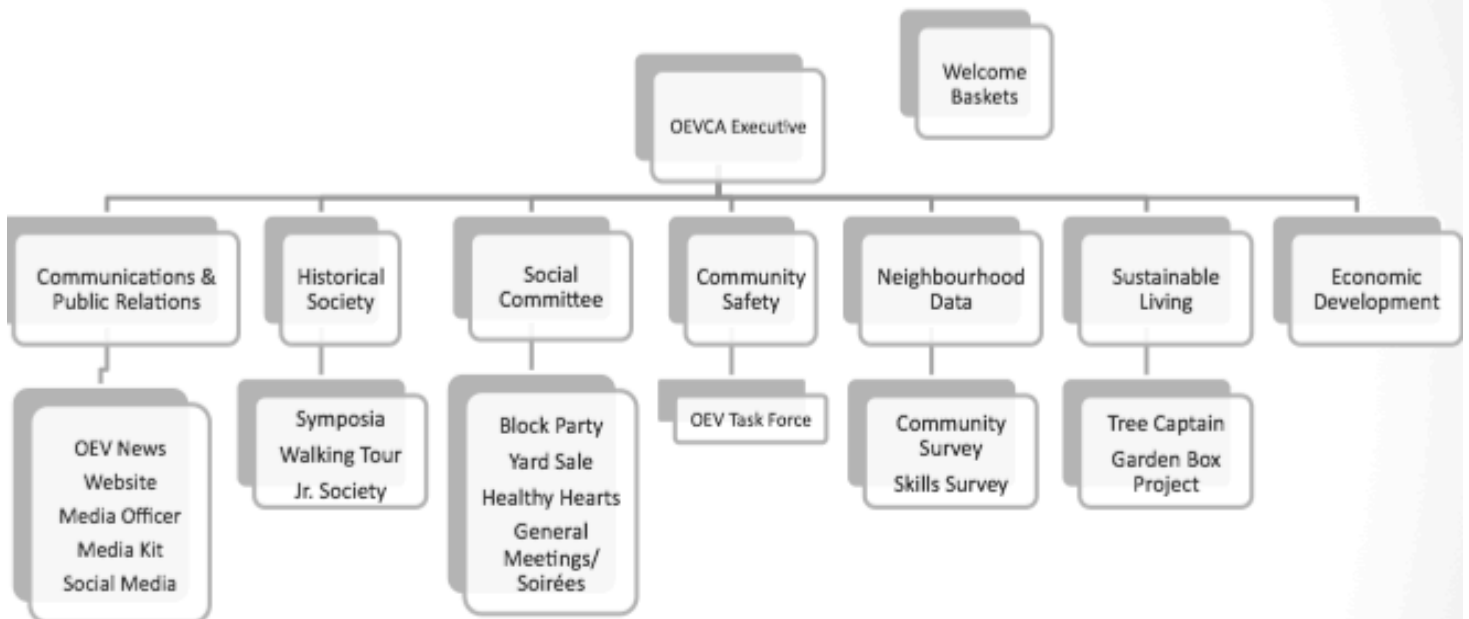 Welcome
Baskets
OEVCA Executive
Communications &
Public Relations
Historical
Society
Social
Committee
Community
Safety
Neighbourhood
Data
Sustainable
Living
Economic
Development
OEV News
Website
Media Officer
Media Kit
Social Media
Symposia
Walking Tour
Jr. Society
Block Party
Yard Sale
Healthy Hearts
General
Meetings/
Soirées
OEV Task Force
Community
Survey
Skills Survey
Tree Captain
Garden Box
Project